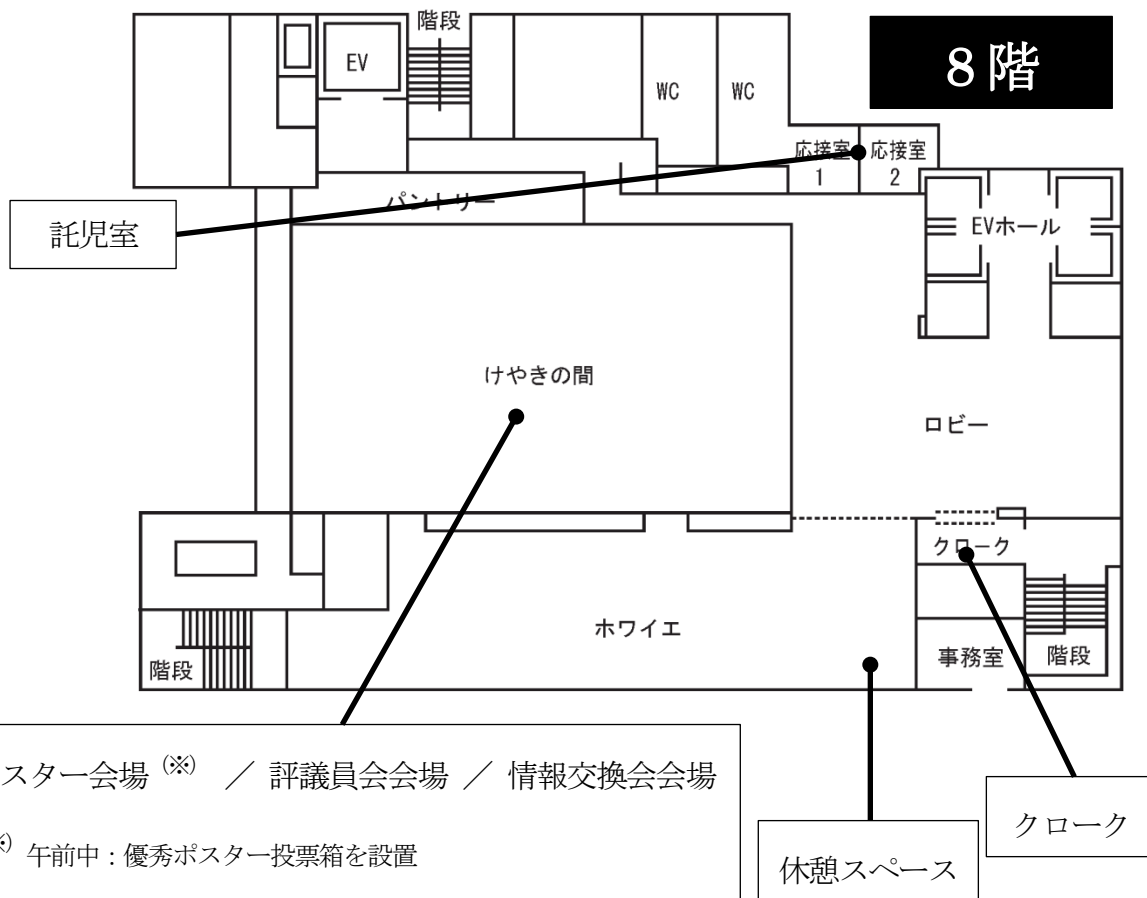 階段
8階
EV
WC
WC
応接室
1
応接室
2
託児室
パントリー
EVホール
けやきの間
ロビー
クローク
ホワイエ
階段
事務室
階段
スター会場 (※) ／ 評議員会会場 ／ 情報交換会会場
※) 午前中：優秀ポスター投票箱を設置
クローク
休憩スペース